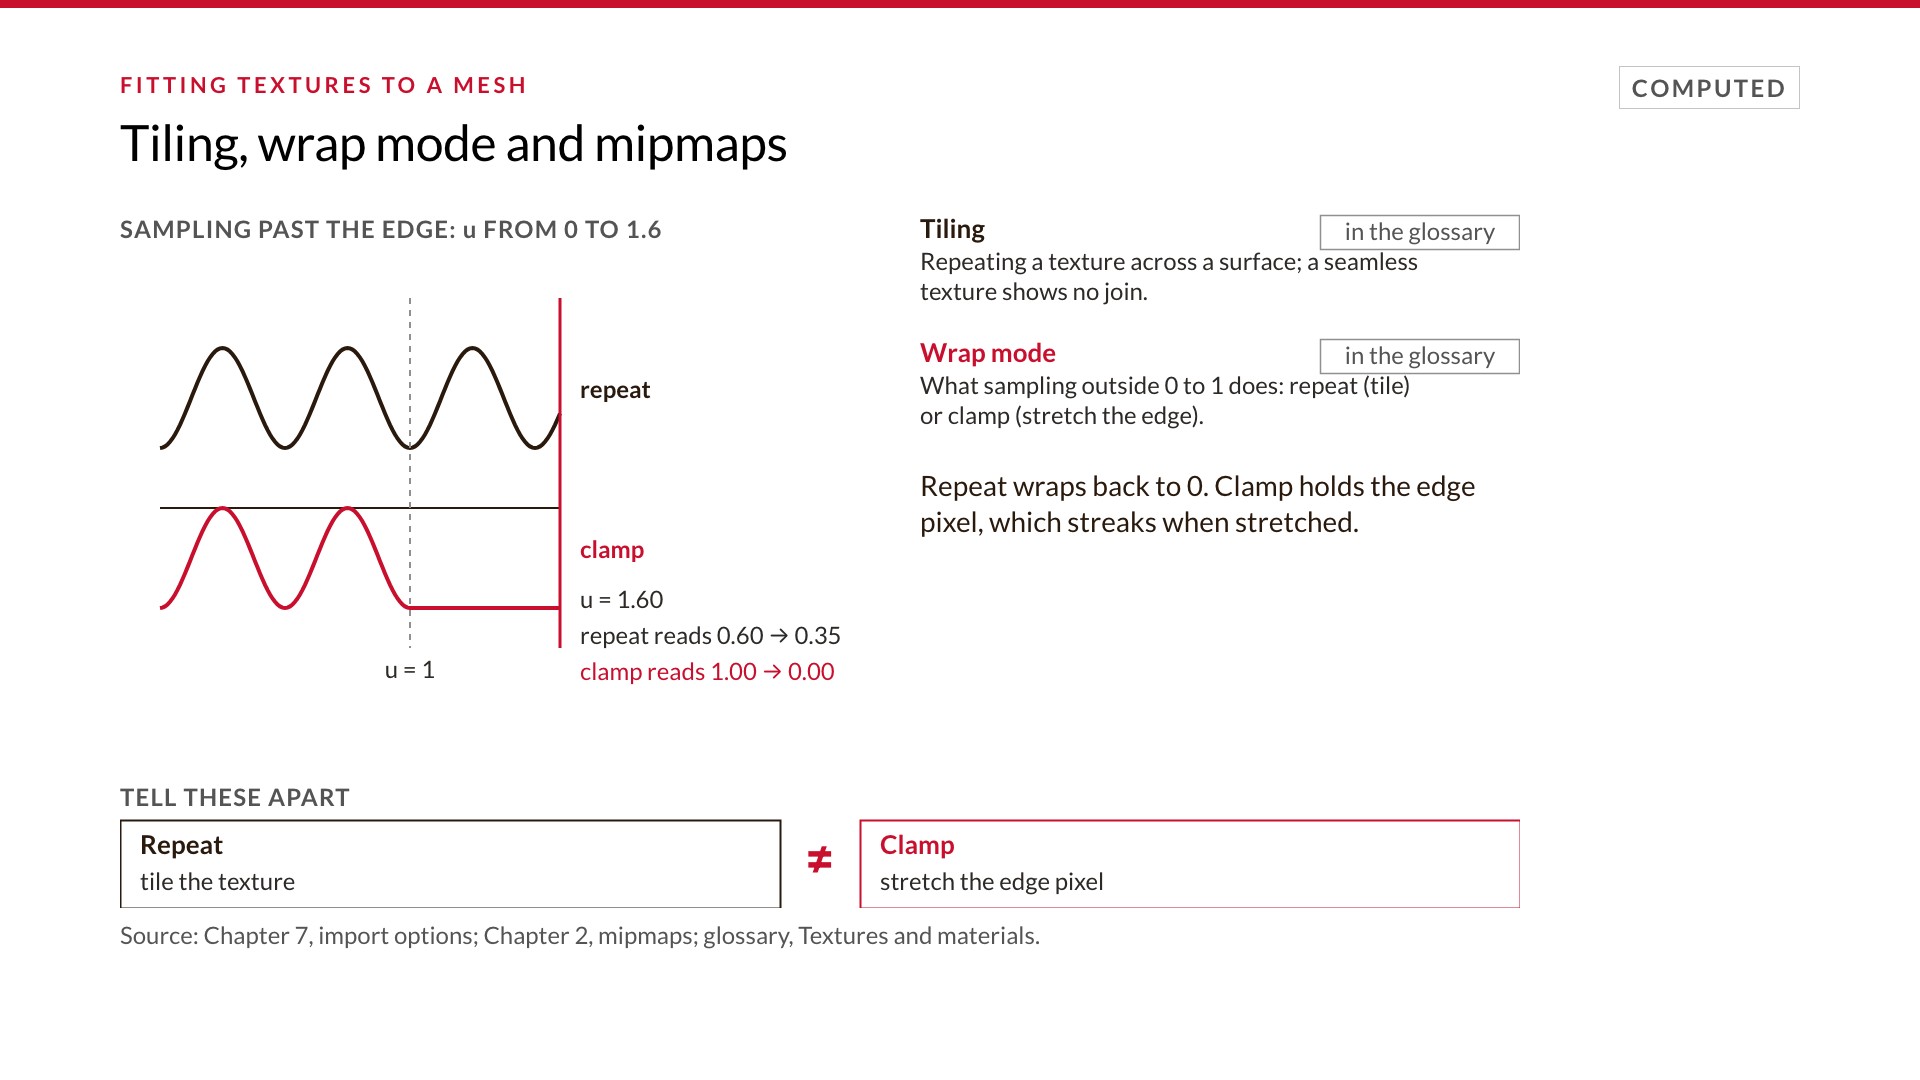 FITTING TEXTURES TO A MESH
COMPUTED
Tiling, wrap mode and mipmaps
SAMPLING PAST THE EDGE: u FROM 0 TO 1.6
repeat
clamp
u = 1.60
repeat reads 0.60 → 0.35
clamp reads 1.00 → 0.00
u = 1
Tiling
in the glossary
Repeating a texture across a surface; a seamless
texture shows no join.
Wrap mode
in the glossary
What sampling outside 0 to 1 does: repeat (tile)
or clamp (stretch the edge).
Repeat wraps back to 0. Clamp holds the edge
pixel, which streaks when stretched.
TELL THESE APART
Repeat
tile the texture
≠
Clamp
stretch the edge pixel
Source: Chapter 7, import options; Chapter 2, mipmaps; glossary, Textures and materials.